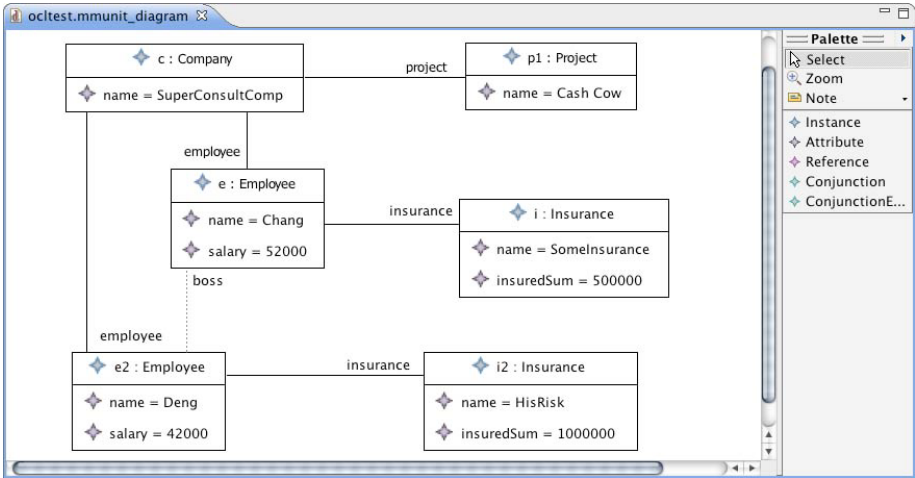 ocltest.mmunit_diagram
c : Company
name = SuperConsultComp
project
p1 : Project
name = Cash Cow
employee
e : Employee
name = Chang
salary = 52000
insurance
i : Insurance
name = SomeInsurance
insuredSum = 500000
boss
employee
e2 : Employee
name = Deng
salary = 42000
insurance
i2 : Insurance
name = HisRisk
insuredSum = 1000000
Palette
Select
Zoom
Note
Instance
Attribute
Reference
Conjunction
ConjunctionE...